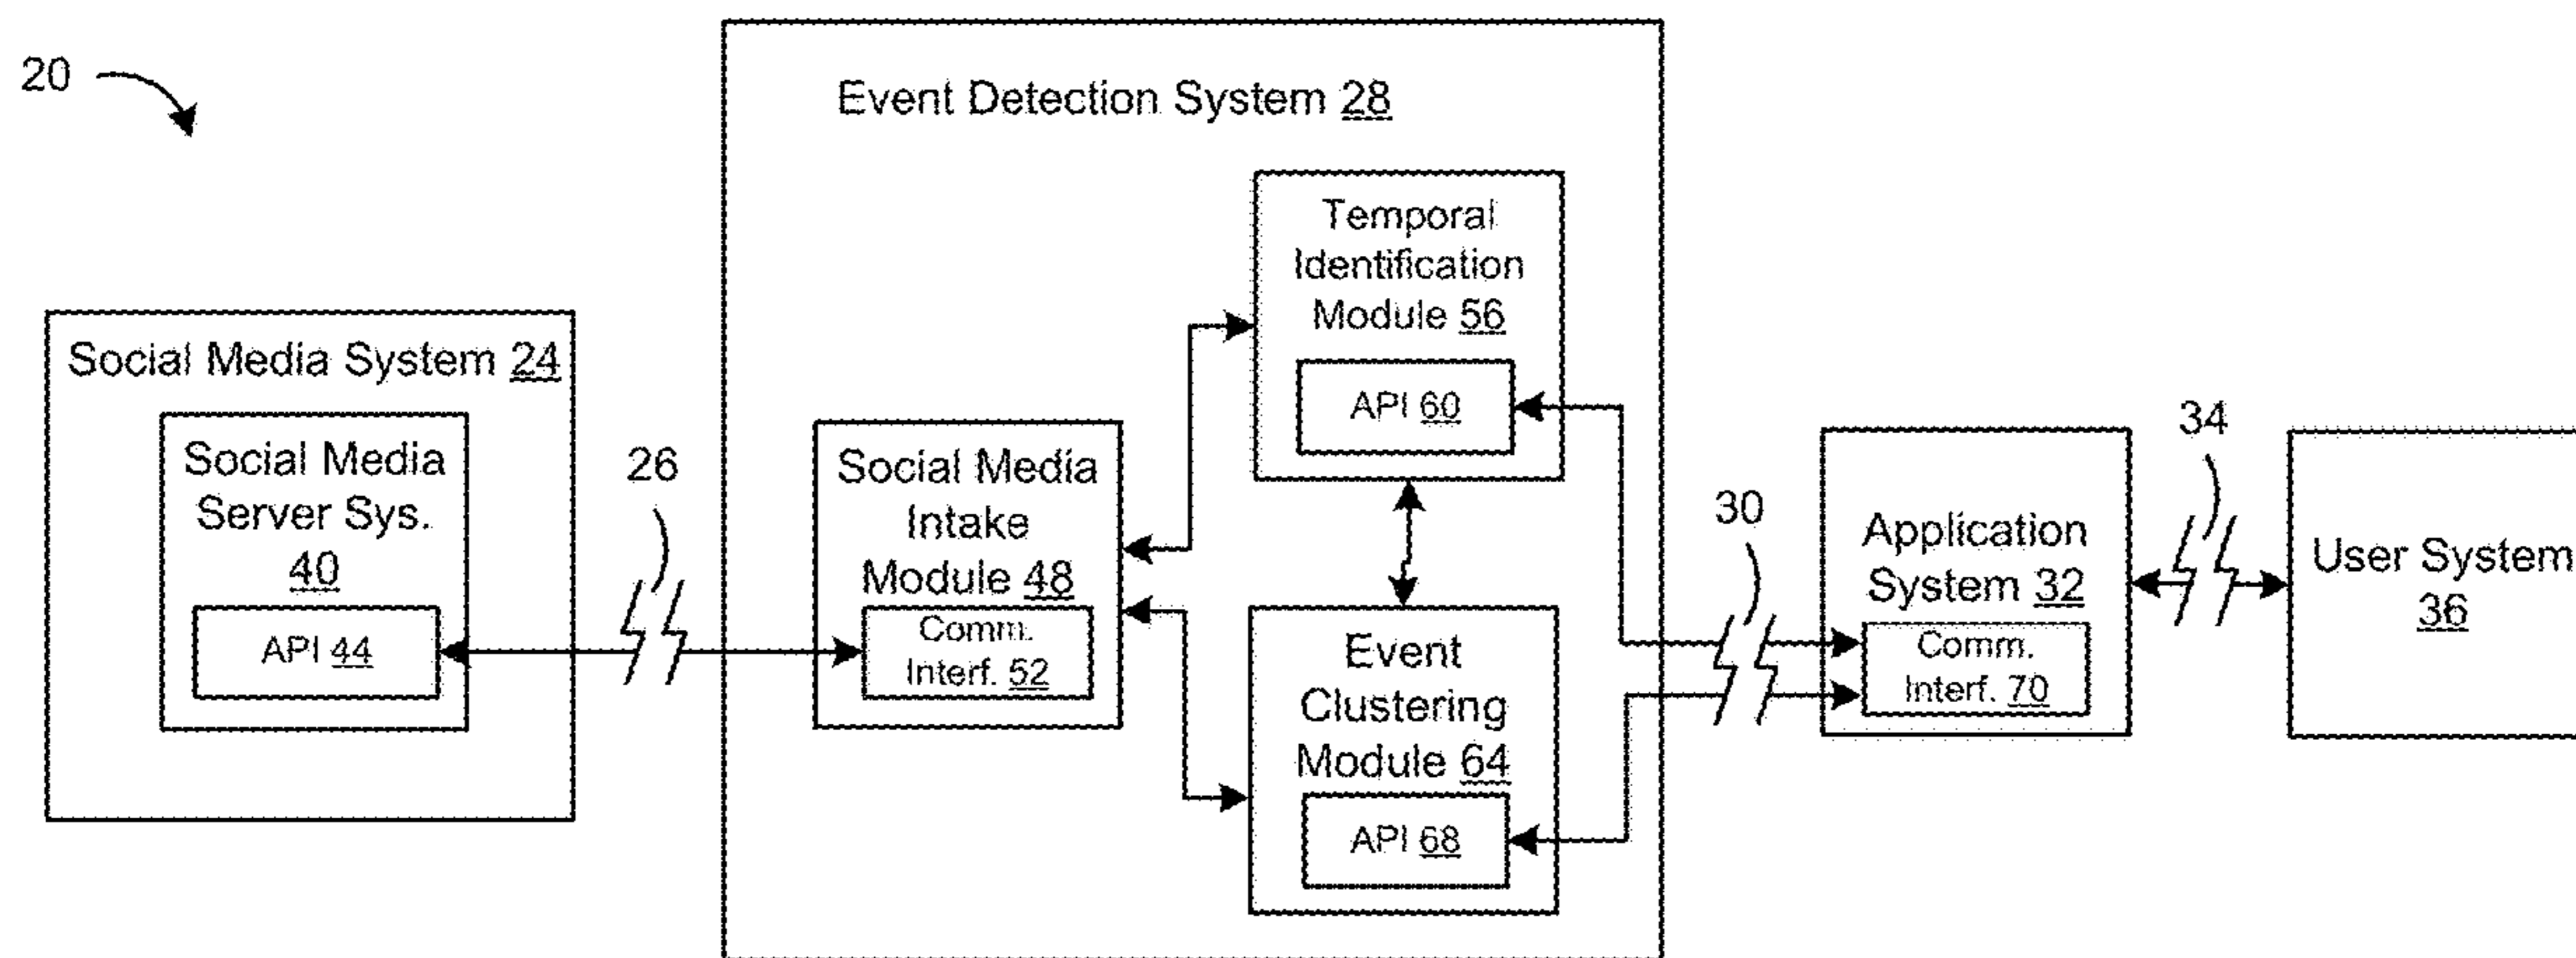 20
Event Detection System 28
Temporal
Identification
Module 56
API 60
Social Media System 24
Social Media
Server Sys.
40
API 44
26
Social Media
Intake
Module 48
Comm.
Interf. 52
Event
Clustering
Module 64
API 68
30
Application
System 32
Comm.
Interf. 70
34
User System
36